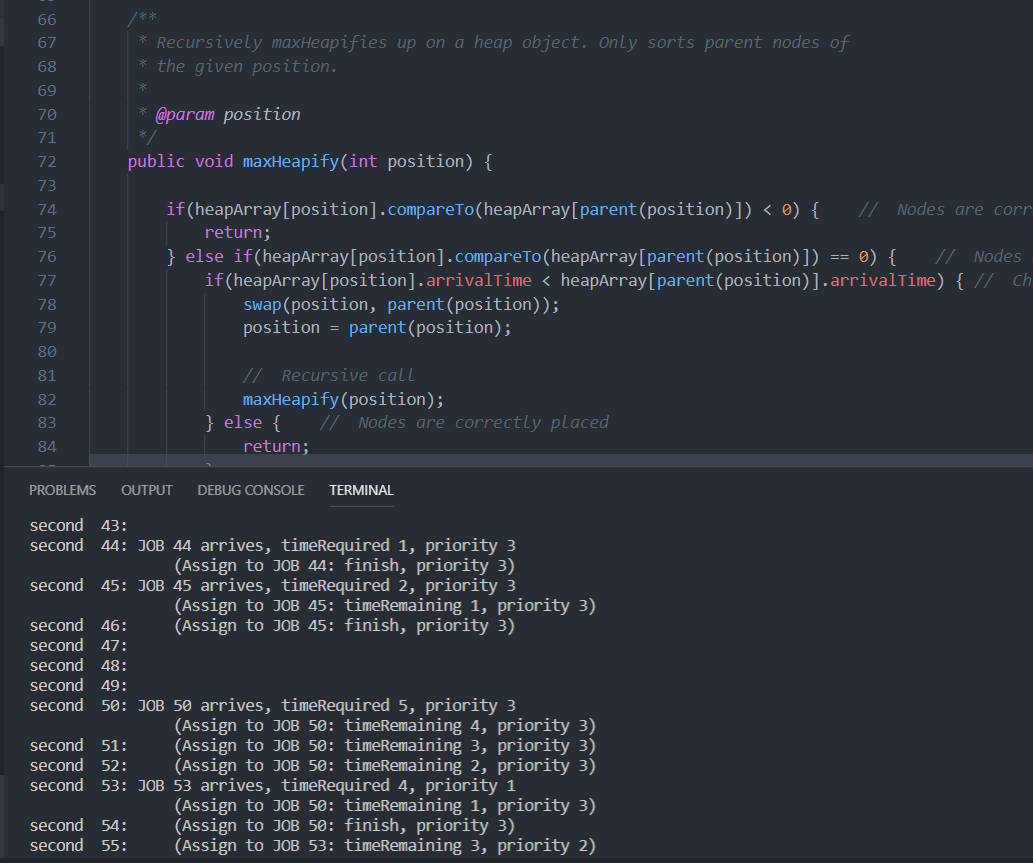 66 /**
67 * Recursively maxHeapifies up on a heap object. Only sorts parent nodes of
68 * the given position.
69 *
70 * @param position
71 */
72 public void maxHeapify(int position) {
73
74 if(heapArray[position].compareTo(heapArray[parent(position)]) < 0) { // Nodes are corr
75 return;
76 } else if(heapArray[position].compareTo(heapArray[parent(position)]) == 0) { // Nodes
77 if(heapArray[position].arrivalTime < heapArray[parent(position)].arrivalTime) { // Ch
78 swap(position, parent(position));
79 position = parent(position);
80
81 // Recursive call
82 maxHeapify(position);
83 } else { // Nodes are correctly placed
84 return;
PROBLEMS OUTPUT DEBUG CONSOLE TERMINAL
second 43:
second 44: JOB 44 arrives, timeRequired 1, priority 3
(Assign to JOB 44: finish, priority 3)
second 45: JOB 45 arrives, timeRequired 2, priority 3
(Assign to JOB 45: timeRemaining 1, priority 3)
second 46: (Assign to JOB 45: finish, priority 3)
second 47:
second 48:
second 49:
second 50: JOB 50 arrives, timeRequired 5, priority 3
(Assign to JOB 50: timeRemaining 4, priority 3)
second 51: (Assign to JOB 50: timeRemaining 3, priority 3)
second 52: (Assign to JOB 50: timeRemaining 2, priority 3)
second 53: JOB 53 arrives, timeRequired 4, priority 1
(Assign to JOB 50: timeRemaining 1, priority 3)
second 54: (Assign to JOB 50: finish, priority 3)
second 55: (Assign to JOB 53: timeRemaining 3, priority 2)